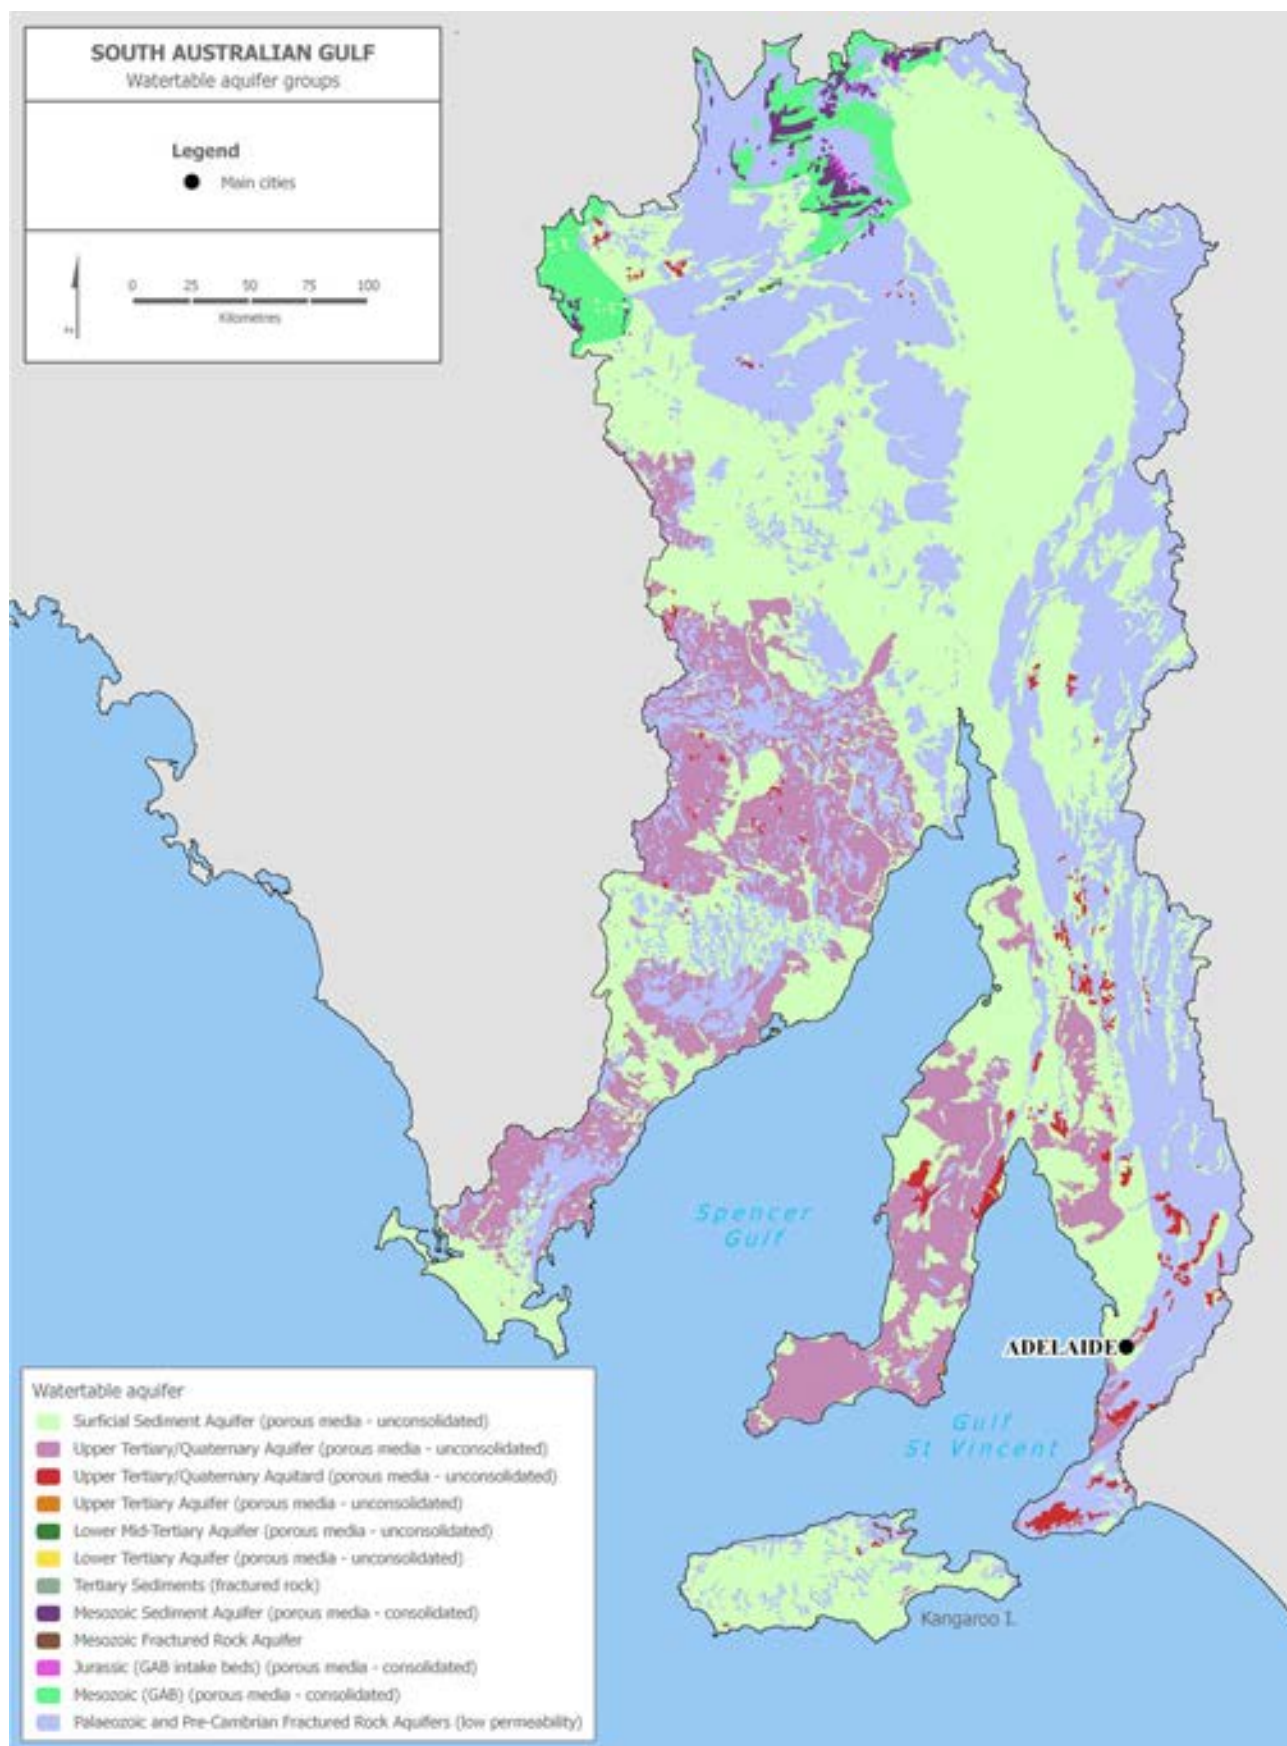 SOUTH AUSTRALIAN GULF
Watertable aquifer groups
Legend
Main cities
0 25 50 75 100
Kilometres
N
Spencer
Gulf
ADELAIDE
Gulf
St Vincent
Kangaroo I.
Watertable aquifer
Surficial Sediment Aquifer (porous media - unconsolidated)
Upper Tertiary/Quaternary Aquifer (porous media - unconsolidated)
Upper Tertiary/Quaternary Aquitard (porous media - unconsolidated)
Upper Tertiary Aquifer (porous media - unconsolidated)
Lower Mid-Tertiary Aquifer (porous media - unconsolidated)
Lower Tertiary Aquifer (porous media - unconsolidated)
Tertiary Sediments (fractured rock)
Mesozoic Sediment Aquifer (porous media - consolidated)
Mesozoic Fractured Rock Aquifer
Jurassic (GAB intake beds) (porous media - consolidated)
Mesozoic (GAB) (porous media - consolidated)
Palaeozoic and Pre-Cambrian Fractured Rock Aquifers (low permeability)